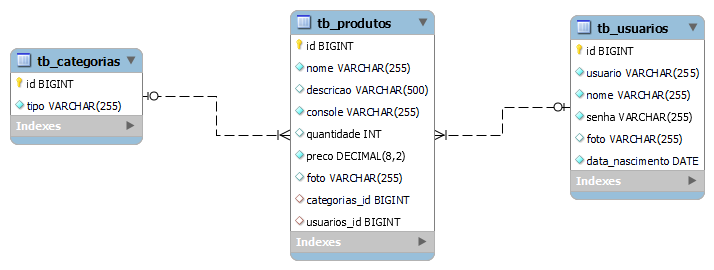 tb_categorias
id BIGINT
tipo VARCHAR(255)
Indexes
tb_produtos
id BIGINT
nome VARCHAR(255)
descricao VARCHAR(500)
console VARCHAR(255)
quantidade INT
preco DECIMAL(8,2)
foto VARCHAR(255)
categorias_id BIGINT
usuarios_id BIGINT
Indexes
tb_usuarios
id BIGINT
usuario VARCHAR(255)
nome VARCHAR(255)
senha VARCHAR(255)
foto VARCHAR(255)
data_nascimento DATE
Indexes